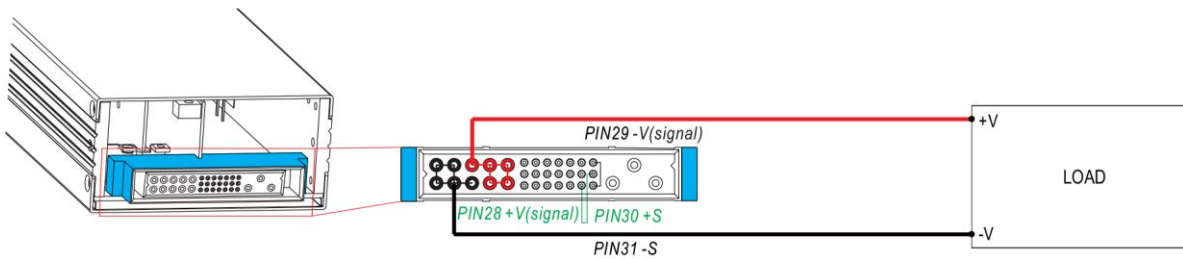 +V
PIN29 -V(signal)
LOAD
PIN28 +V(signal)
PIN30 +S
-V
PIN31 -S